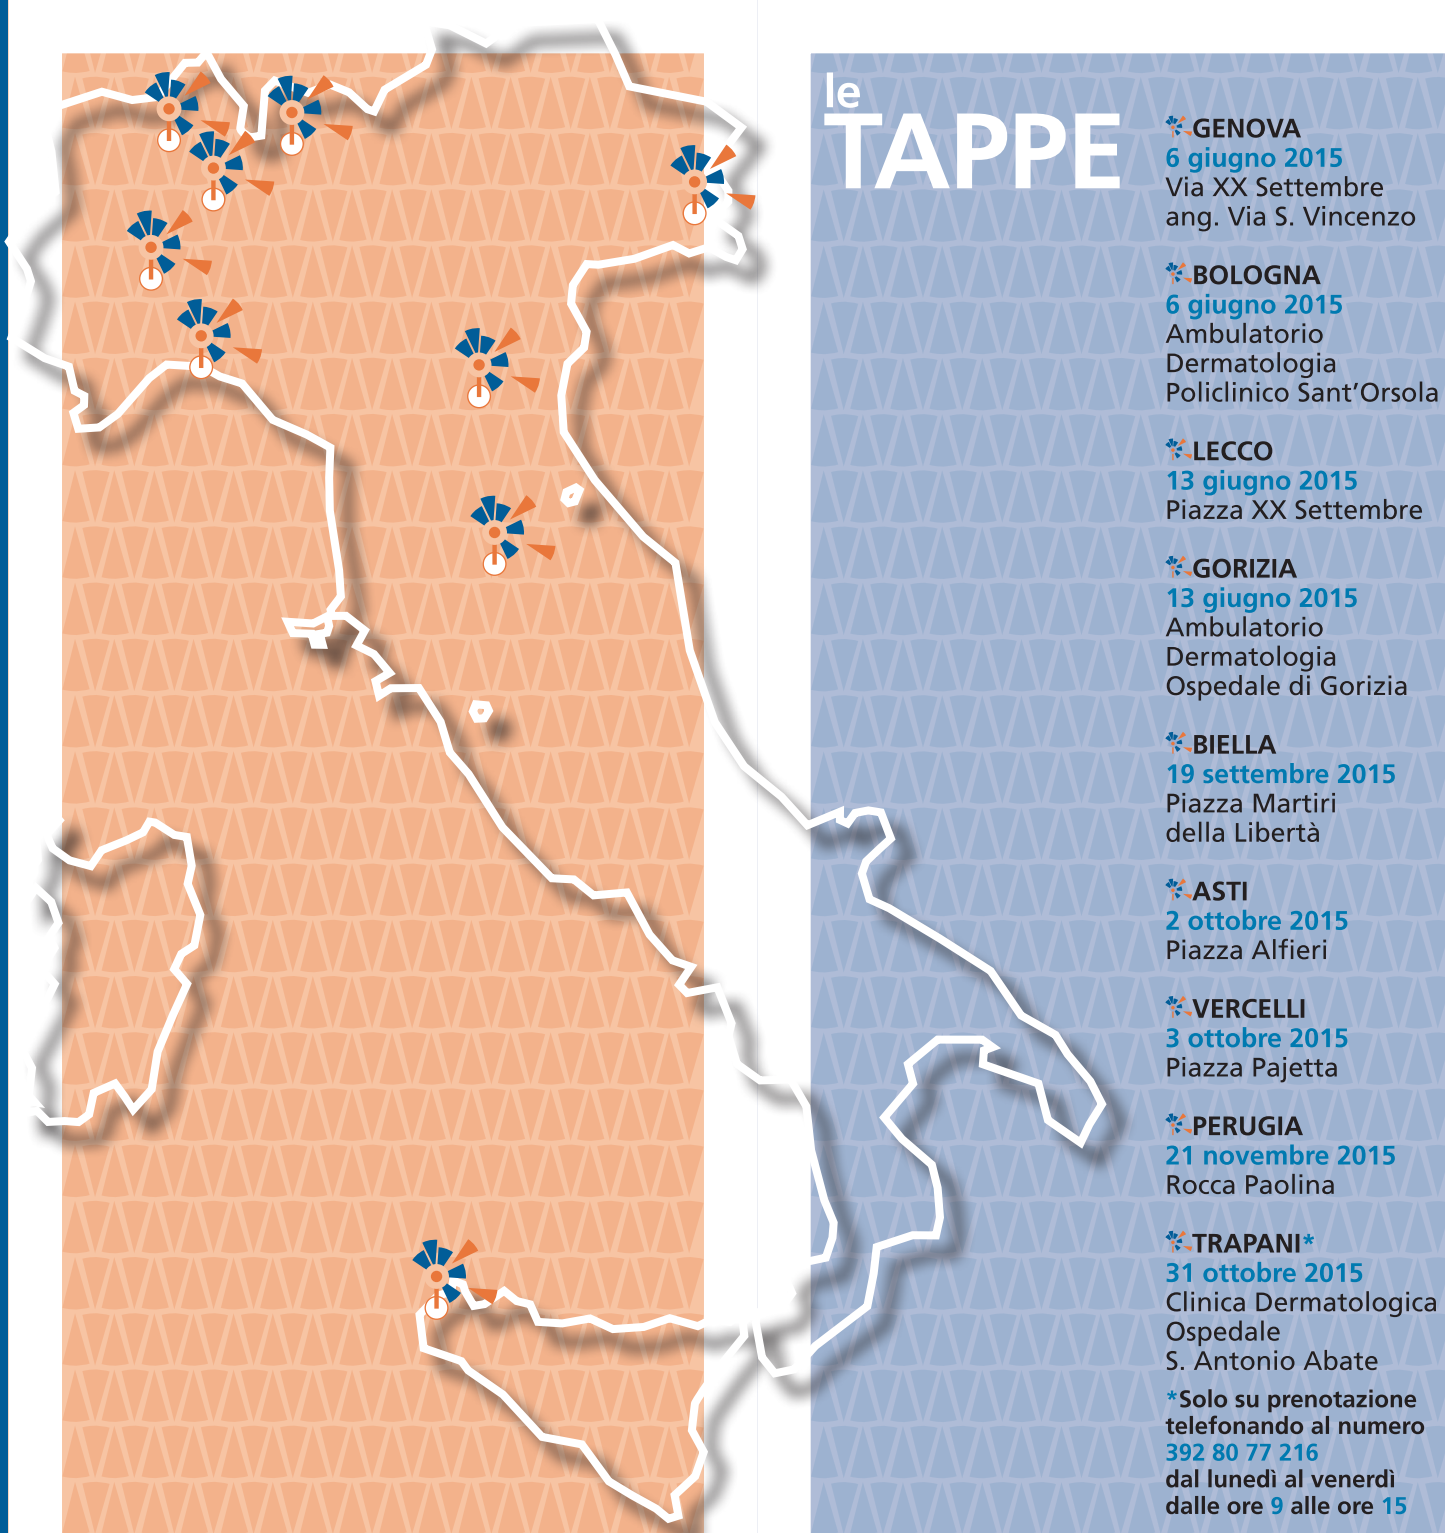 le
TAPPE
GENOVA
6 giugno 2015
Via XX Settembre
ang. Via S. Vincenzo
BOLOGNA
6 giugno 2015
Ambulatorio
Dermatologia
Policlinico Sant’Orsola
LECCO
13 giugno 2015
Piazza XX Settembre
GORIZIA
13 giugno 2015
Ambulatorio
Dermatologia
Ospedale di Gorizia
BIELLA
19 settembre 2015
Piazza Martiri
della Libertà
ASTI
2 ottobre 2015
Piazza Alfieri
VERCELLI
3 ottobre 2015
Piazza Pajetta
PERUGIA
21 novembre 2015
Rocca Paolina
TRAPANI*
31 ottobre 2015
Clinica Dermatologica
Ospedale
S. Antonio Abate
*Solo su prenotazione
telefonando al numero
392 80 77 216
dal lunedì al venerdì
dalle ore 9 alle ore 15